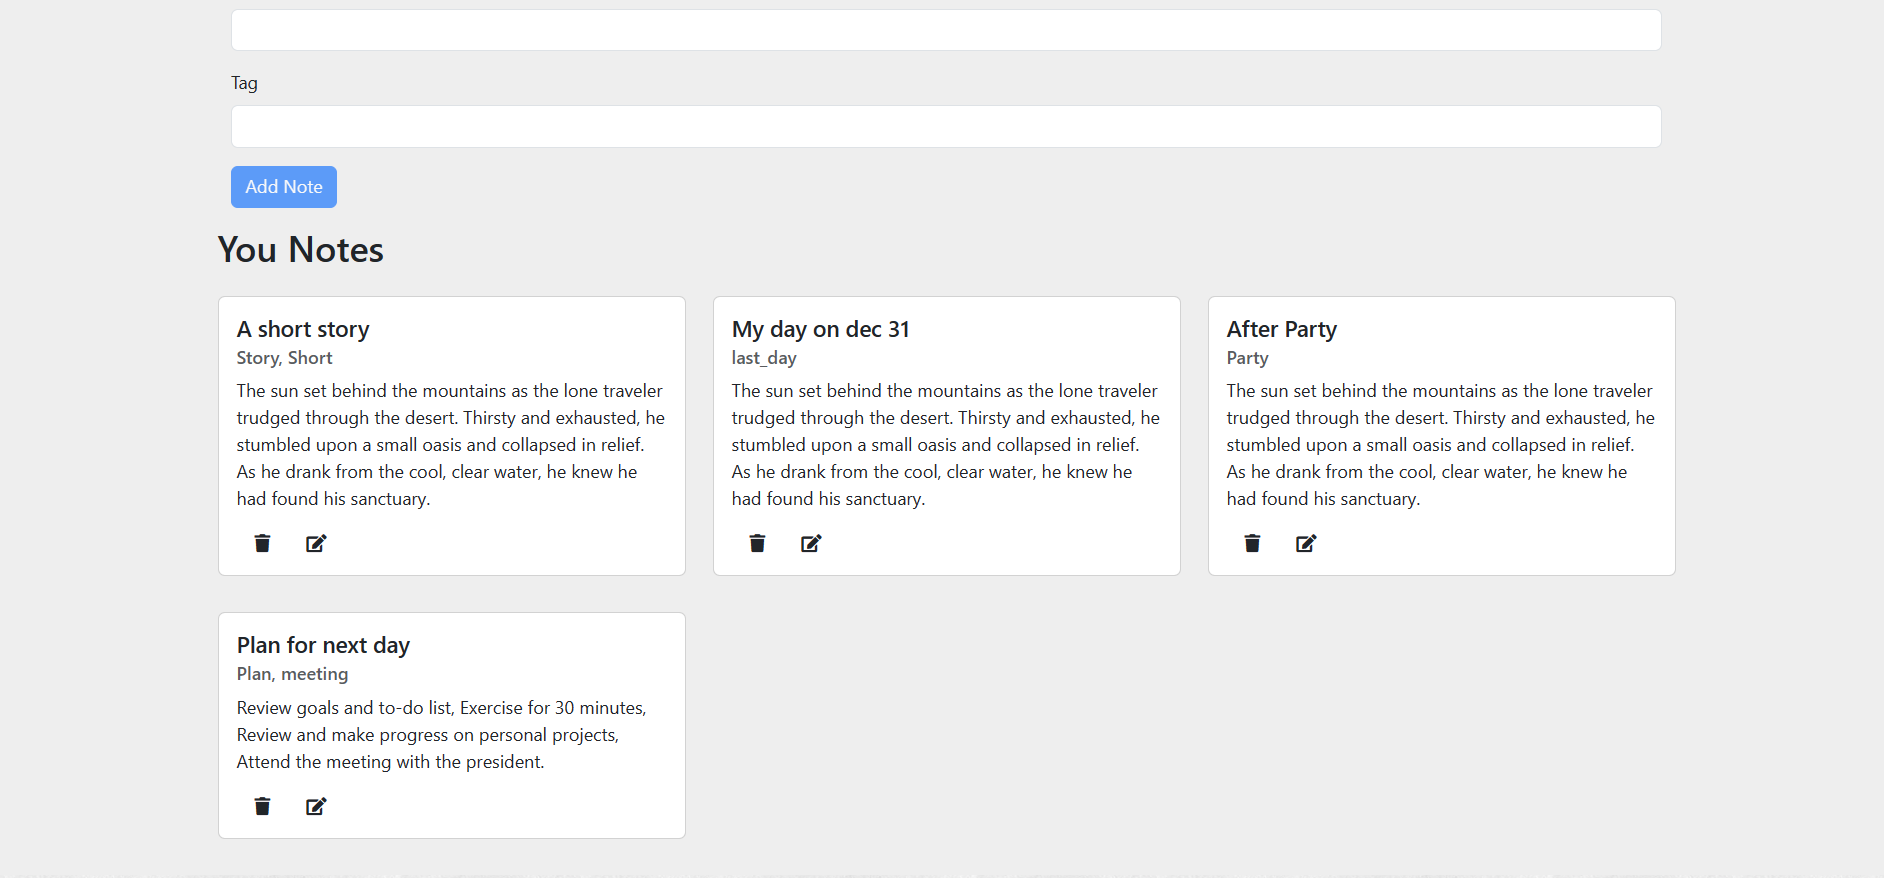 Tag
Add Note
You Notes
A short story
Story, Short
The sun set behind the mountains as the lone traveler
trudged through the desert. Thirsty and exhausted, he
stumbled upon a small oasis and collapsed in relief.
As he drank from the cool, clear water, he knew he
had found his sanctuary.
My day on dec 31
last_day
The sun set behind the mountains as the lone traveler
trudged through the desert. Thirsty and exhausted, he
stumbled upon a small oasis and collapsed in relief.
As he drank from the cool, clear water, he knew he
had found his sanctuary.
After Party
Party
The sun set behind the mountains as the lone traveler
trudged through the desert. Thirsty and exhausted, he
stumbled upon a small oasis and collapsed in relief.
As he drank from the cool, clear water, he knew he
had found his sanctuary.
Plan for next day
Plan, meeting
Review goals and to-do list, Exercise for 30 minutes,
Review and make progress on personal projects,
Attend the meeting with the president.